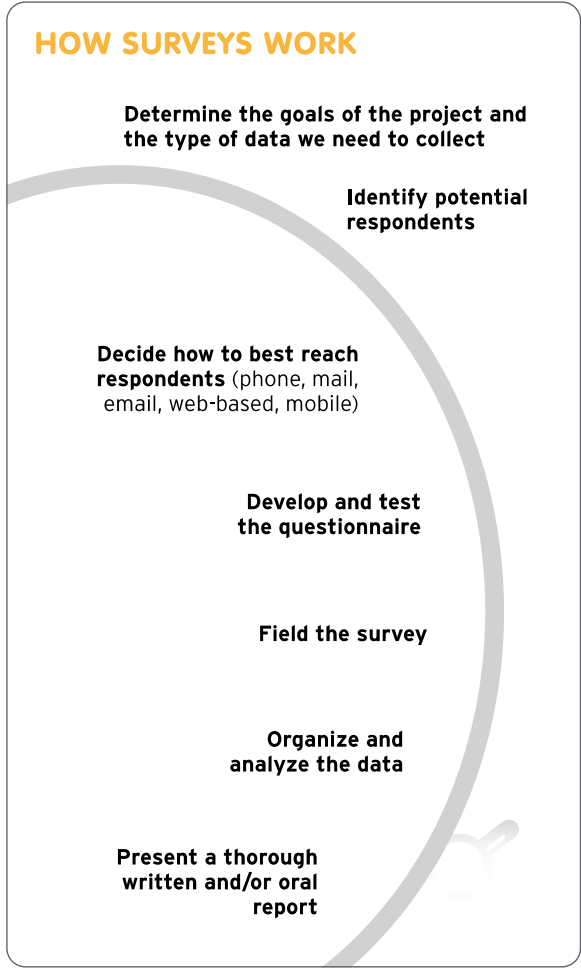 HOW SURVEYS WORK
Determine the goals of the project and
the type of data we need to collect
Identify potential
respondents
Decide how to best reach
respondents (phone, mail,
email, web-based, mobile)
Develop and test
the questionnaire
Field the survey
Organize and
analyze the data
Present a thorough
written and/or oral
report